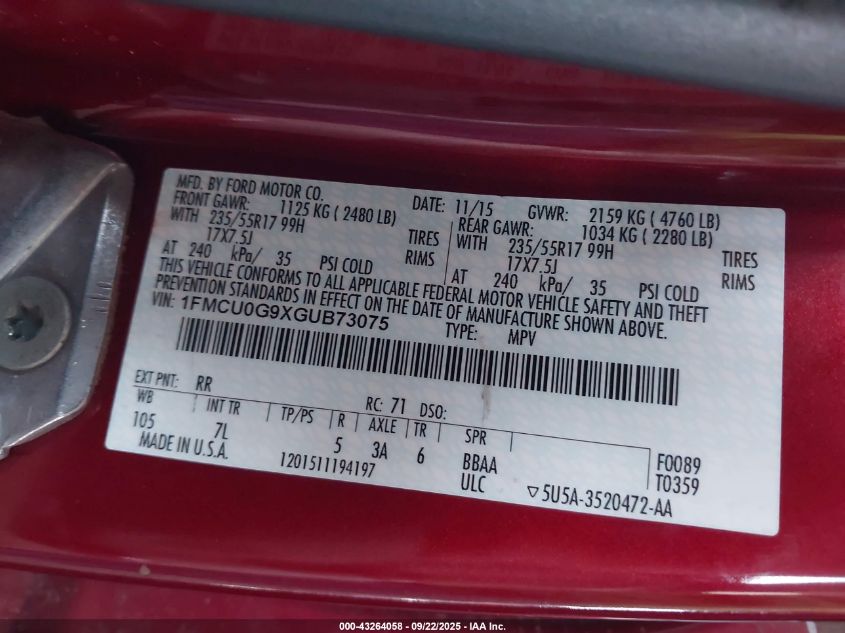 MFD. BY FORD MOTOR CO. DATE: 11/15 GVWR: 2159 KG ( 4760 LB)
FRONT GAWR: 1125 KG ( 2480 LB) REAR GAWR: 1034 KG ( 2280 LB)
WITH 235/55R17 99H TIRES WITH 235/55R17 99H TIRES
17X7.5J RIMS 17X7.5J RIMS
AT 240 kPa/ 35 PSI COLD AT 240 kPa/ 35 PSI COLD
THIS VEHICLE CONFORMS TO ALL APPLICABLE FEDERAL MOTOR VEHICLE SAFETY AND THEFT
PREVENTION STANDARDS IN EFFECT ON THE DATE OF MANUFACTURE SHOWN ABOVE.
VIN: 1FMCU0G9XGUB73075 TYPE: MPV
EXT PNT: RR RC: 71 DSO:
WB INT TR TP/PS R AXLE TR SPR
105 7L 5 3A 6 BBAA F0089
MADE IN U.S.A. 1201511194197 ULC T0359
▽5U5A-3520472-AA
000-43264058 - 09/22/2025 - IAA Inc.